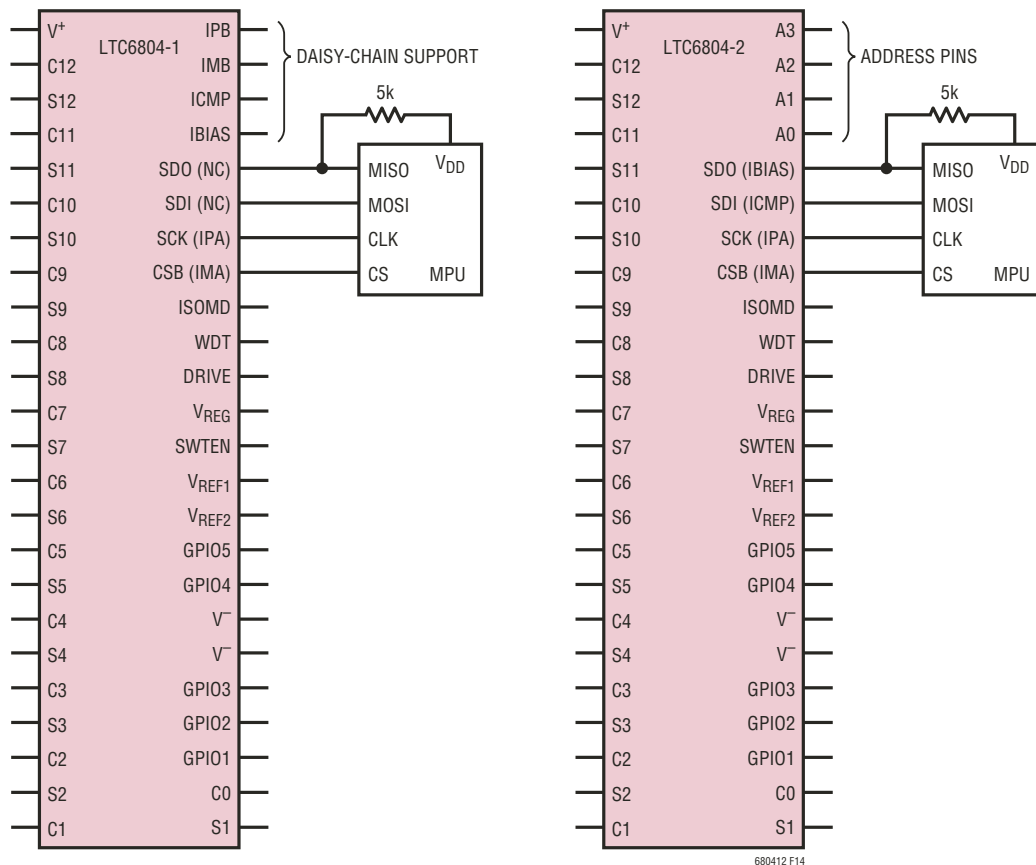 V+ IPB
LTC6804-1
C12 IMB
S12 ICMP
C11 IBIAS
S11 SDO (NC)
C10 SDI (NC)
S10 SCK (IPA)
C9 CSB (IMA)
S9 ISOMD
C8 WDT
S8 DRIVE
C7 VREG
S7 SWTEN
C6 VREF1
S6 VREF2
C5 GPIO5
S5 GPIO4
C4 V–
S4 V–
C3 GPIO3
S3 GPIO2
C2 GPIO1
S2 C0
C1 S1
DAISY-CHAIN SUPPORT
5k
MISO VDD
MOSI
CLK
CS MPU
V+ A3
LTC6804-2
C12 A2
S12 A1
C11 A0
S11 SDO (IBIAS)
C10 SDI (ICMP)
S10 SCK (IPA)
C9 CSB (IMA)
S9 ISOMD
C8 WDT
S8 DRIVE
C7 VREG
S7 SWTEN
C6 VREF1
S6 VREF2
C5 GPIO5
S5 GPIO4
C4 V–
S4 V–
C3 GPIO3
S3 GPIO2
C2 GPIO1
S2 C0
C1 S1
ADDRESS PINS
5k
MISO VDD
MOSI
CLK
CS MPU
680412 F14